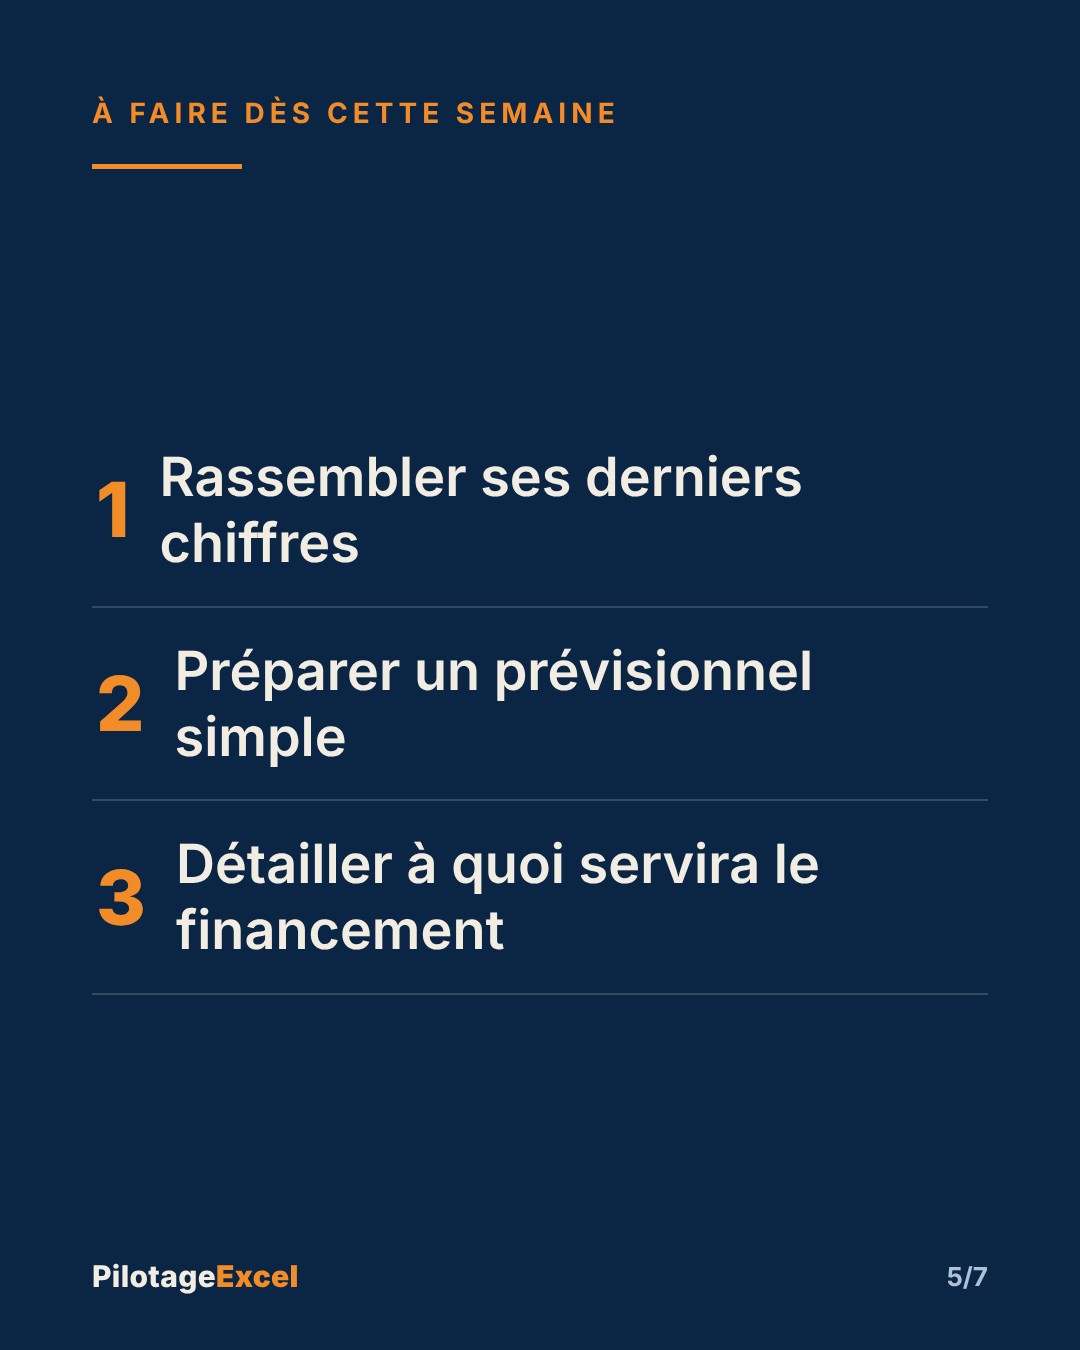 À FAIRE DÈS CETTE SEMAINE
1 Rassembler ses derniers
chiffres
2 Préparer un prévisionnel
simple
3 Détailler à quoi servira le
financement
PilotageExcel
5/7